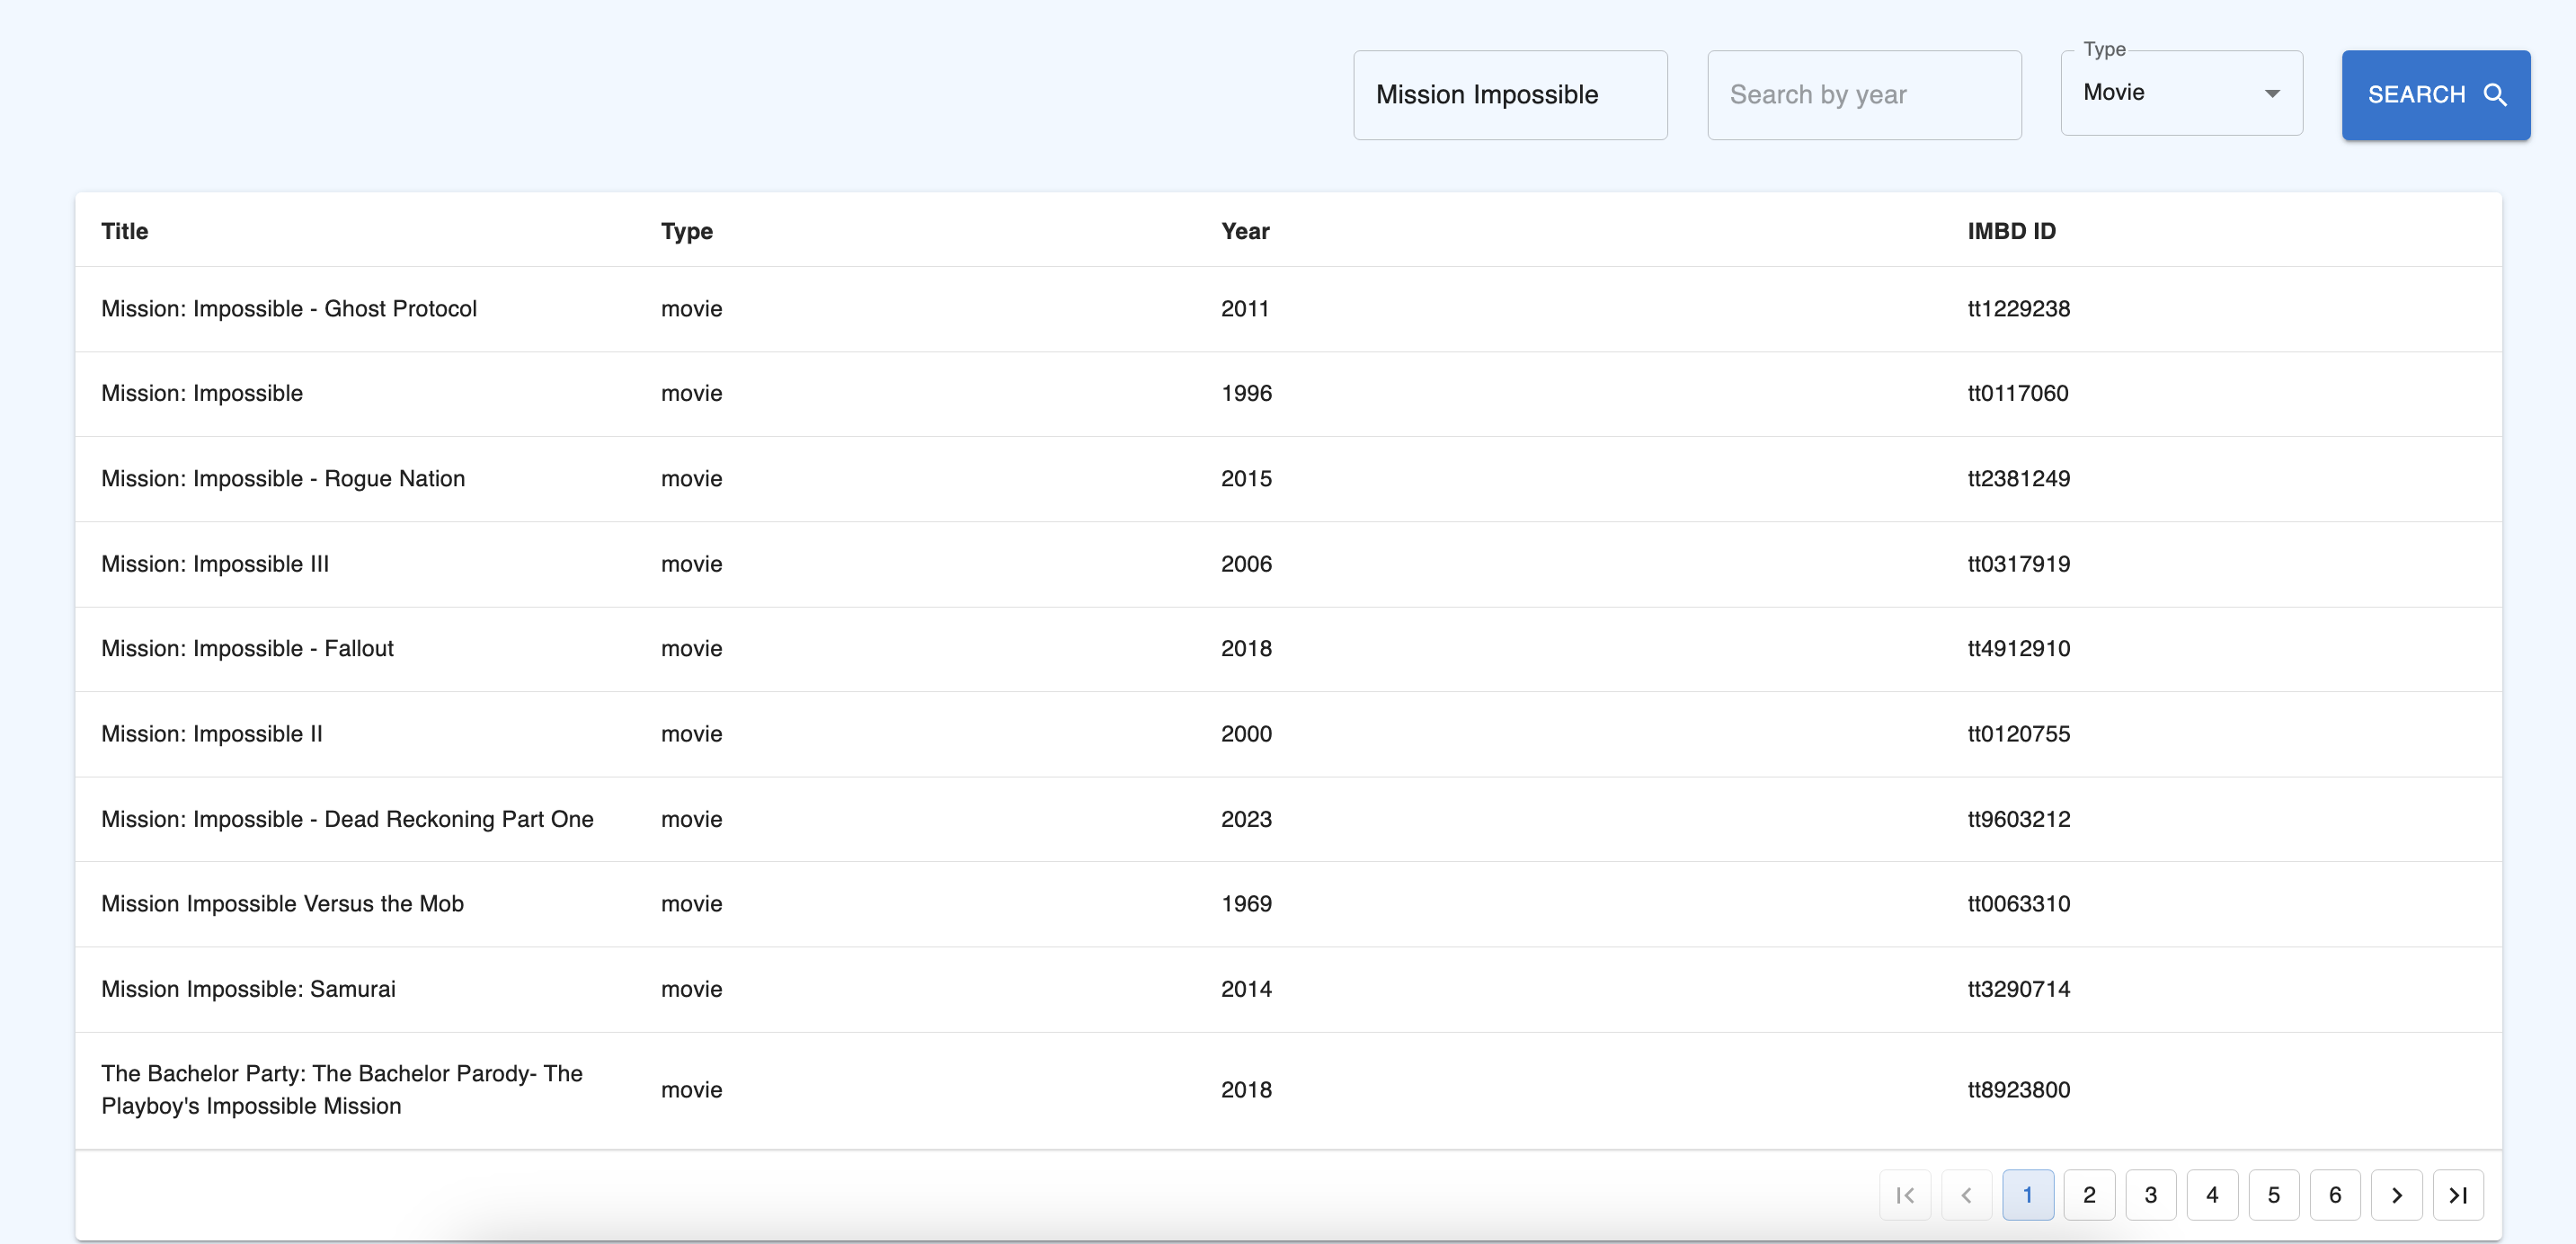 Mission Impossible
Search by year
Type
Movie
SEARCH
Title Type Year IMBD ID
Mission: Impossible - Ghost Protocol movie 2011 tt1229238
Mission: Impossible movie 1996 tt0117060
Mission: Impossible - Rogue Nation movie 2015 tt2381249
Mission: Impossible III movie 2006 tt0317919
Mission: Impossible - Fallout movie 2018 tt4912910
Mission: Impossible II movie 2000 tt0120755
Mission: Impossible - Dead Reckoning Part One movie 2023 tt9603212
Mission Impossible Versus the Mob movie 1969 tt0063310
Mission Impossible: Samurai movie 2014 tt3290714
The Bachelor Party: The Bachelor Parody- The
Playboy's Impossible Mission movie 2018 tt8923800
1 2 3 4 5 6